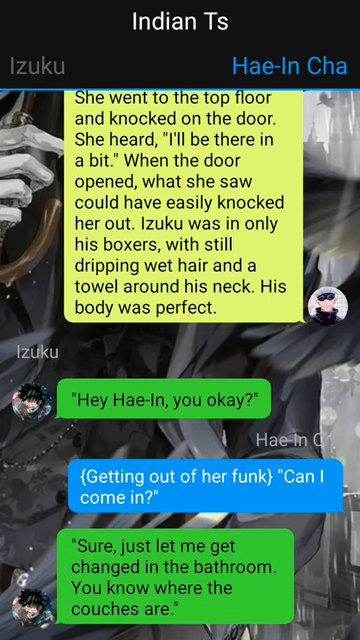 Indian Ts
Izuku
Hae-In Cha
She went to the top floor
and knocked on the door.
She heard, "I'll be there in
a bit." When the door
opened, what she saw
could have easily knocked
her out. Izuku was in only
his boxers, with still
dripping wet hair and a
towel around his neck. His
body was perfect.
Izuku
"Hey Hae-In, you okay?"
Hae-In C
{Getting out of her funk} "Can I
come in?"
"Sure, just let me get
changed in the bathroom.
You know where the
couches are."